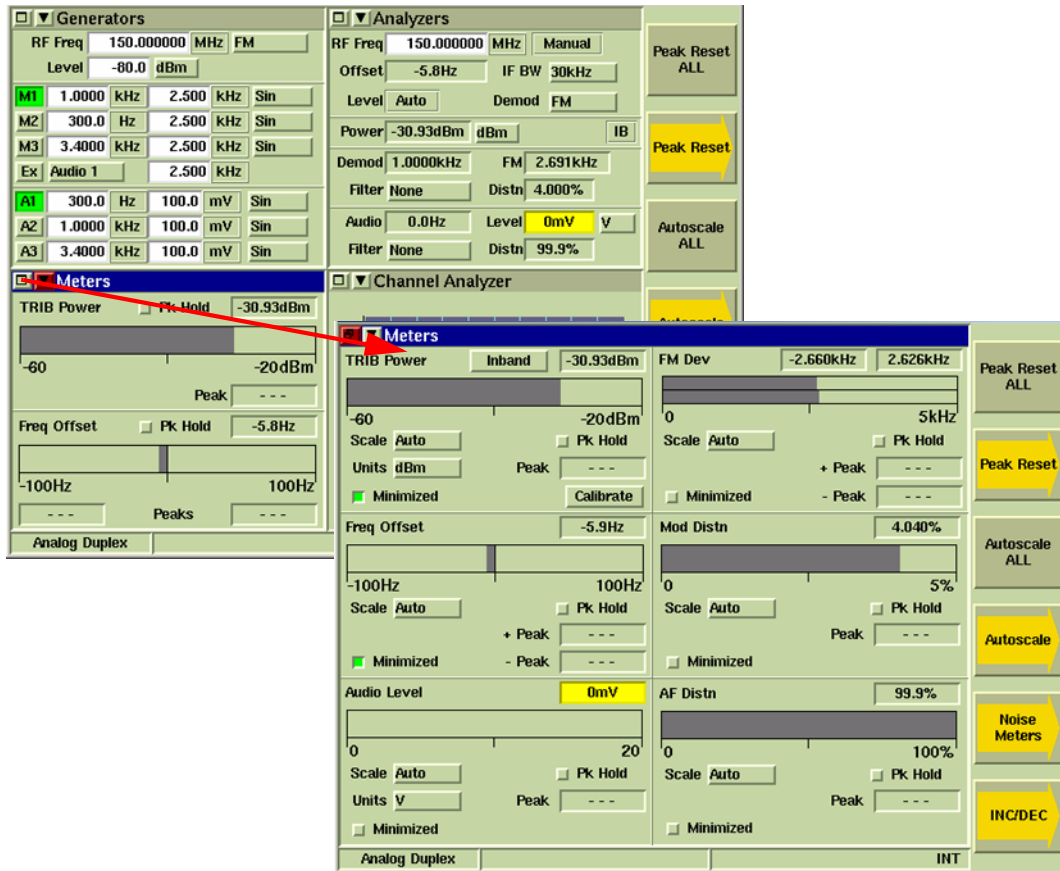 Generators
RF Freq 150.000000 MHz FM
Level -80.0 dBm
M1 1.0000 kHz 2.500 kHz Sin
M2 300.0 Hz 2.500 kHz Sin
M3 3.4000 kHz 2.500 kHz Sin
Ex Audio 1 2.500 kHz
A1 300.0 Hz 100.0 mV Sin
A2 1.0000 kHz 100.0 mV Sin
A3 3.4000 kHz 100.0 mV Sin
Analyzers
RF Freq 150.000000 MHz Manual
Offset -5.8Hz IF BW 30kHz
Level Auto Demod FM
Power -30.93dBm dBm IB
Demod 1.0000kHz FM 2.691kHz
Filter None Distn 4.000%
Audio 0.0Hz Level 0mV V
Filter None Distn 99.9%
Peak Reset
ALL
Peak Reset
Autoscale
ALL
Autoscale
Meters
TRIB Power Pk Hold -30.93dBm
-60 -20dBm
Peak - - -
Freq Offset Pk Hold -5.8Hz
-100Hz 100Hz
- - - Peaks - - -
Analog Duplex
Channel Analyzer
Meters
TRIB Power Inband -30.93dBm
-60 -20dBm
Scale Auto Pk Hold
Units dBm Peak - - -
Minimized Calibrate
FM Dev -2.660kHz 2.626kHz
0 5kHz
Scale Auto Pk Hold
+ Peak - - -
Minimized - Peak - - -
Freq Offset -5.9Hz
-100Hz 100Hz
Scale Auto Pk Hold
+ Peak - - -
Minimized - Peak - - -
Mod Distn 4.040%
0 5%
Scale Auto Pk Hold
Peak - - -
Minimized
Audio Level 0mV
0 20
Scale Auto Pk Hold
Units V Peak - - -
Minimized
AF Distn 99.9%
0 100%
Scale Auto Pk Hold
Peak - - -
Minimized
Analog Duplex INT
Peak Reset
ALL
Peak Reset
Autoscale
ALL
Autoscale
Noise
Meters
INC/DEC